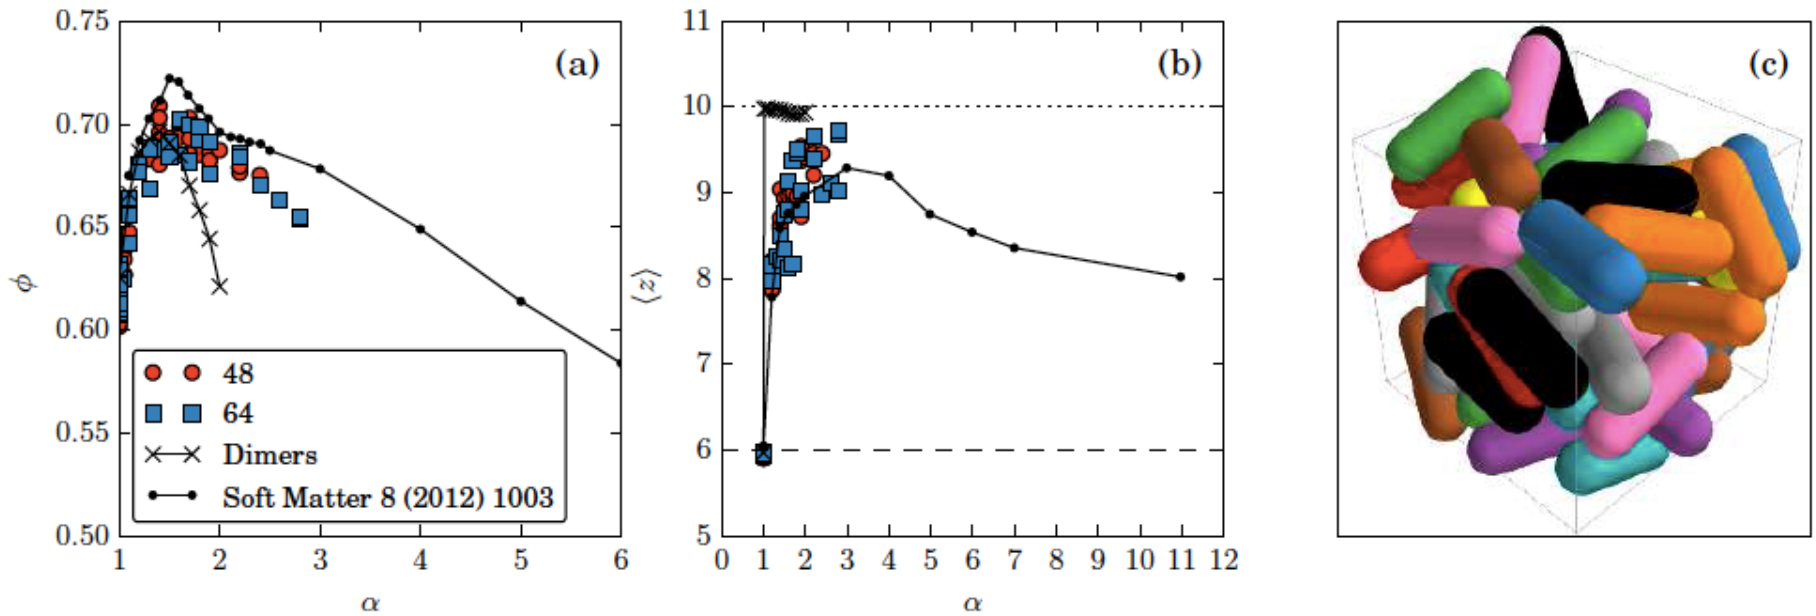 0.75
0.70
0.65
0.60
0.55
0.50
ϕ
1 2 3 4 5 6
α
(a)
48
64
Dimers
Soft Matter 8 (2012) 1003
11
10
9
8
7
6
5
⟨z⟩
0 1 2 3 4 5 6 7 8 9 10 11 12
α
(b)
(c)